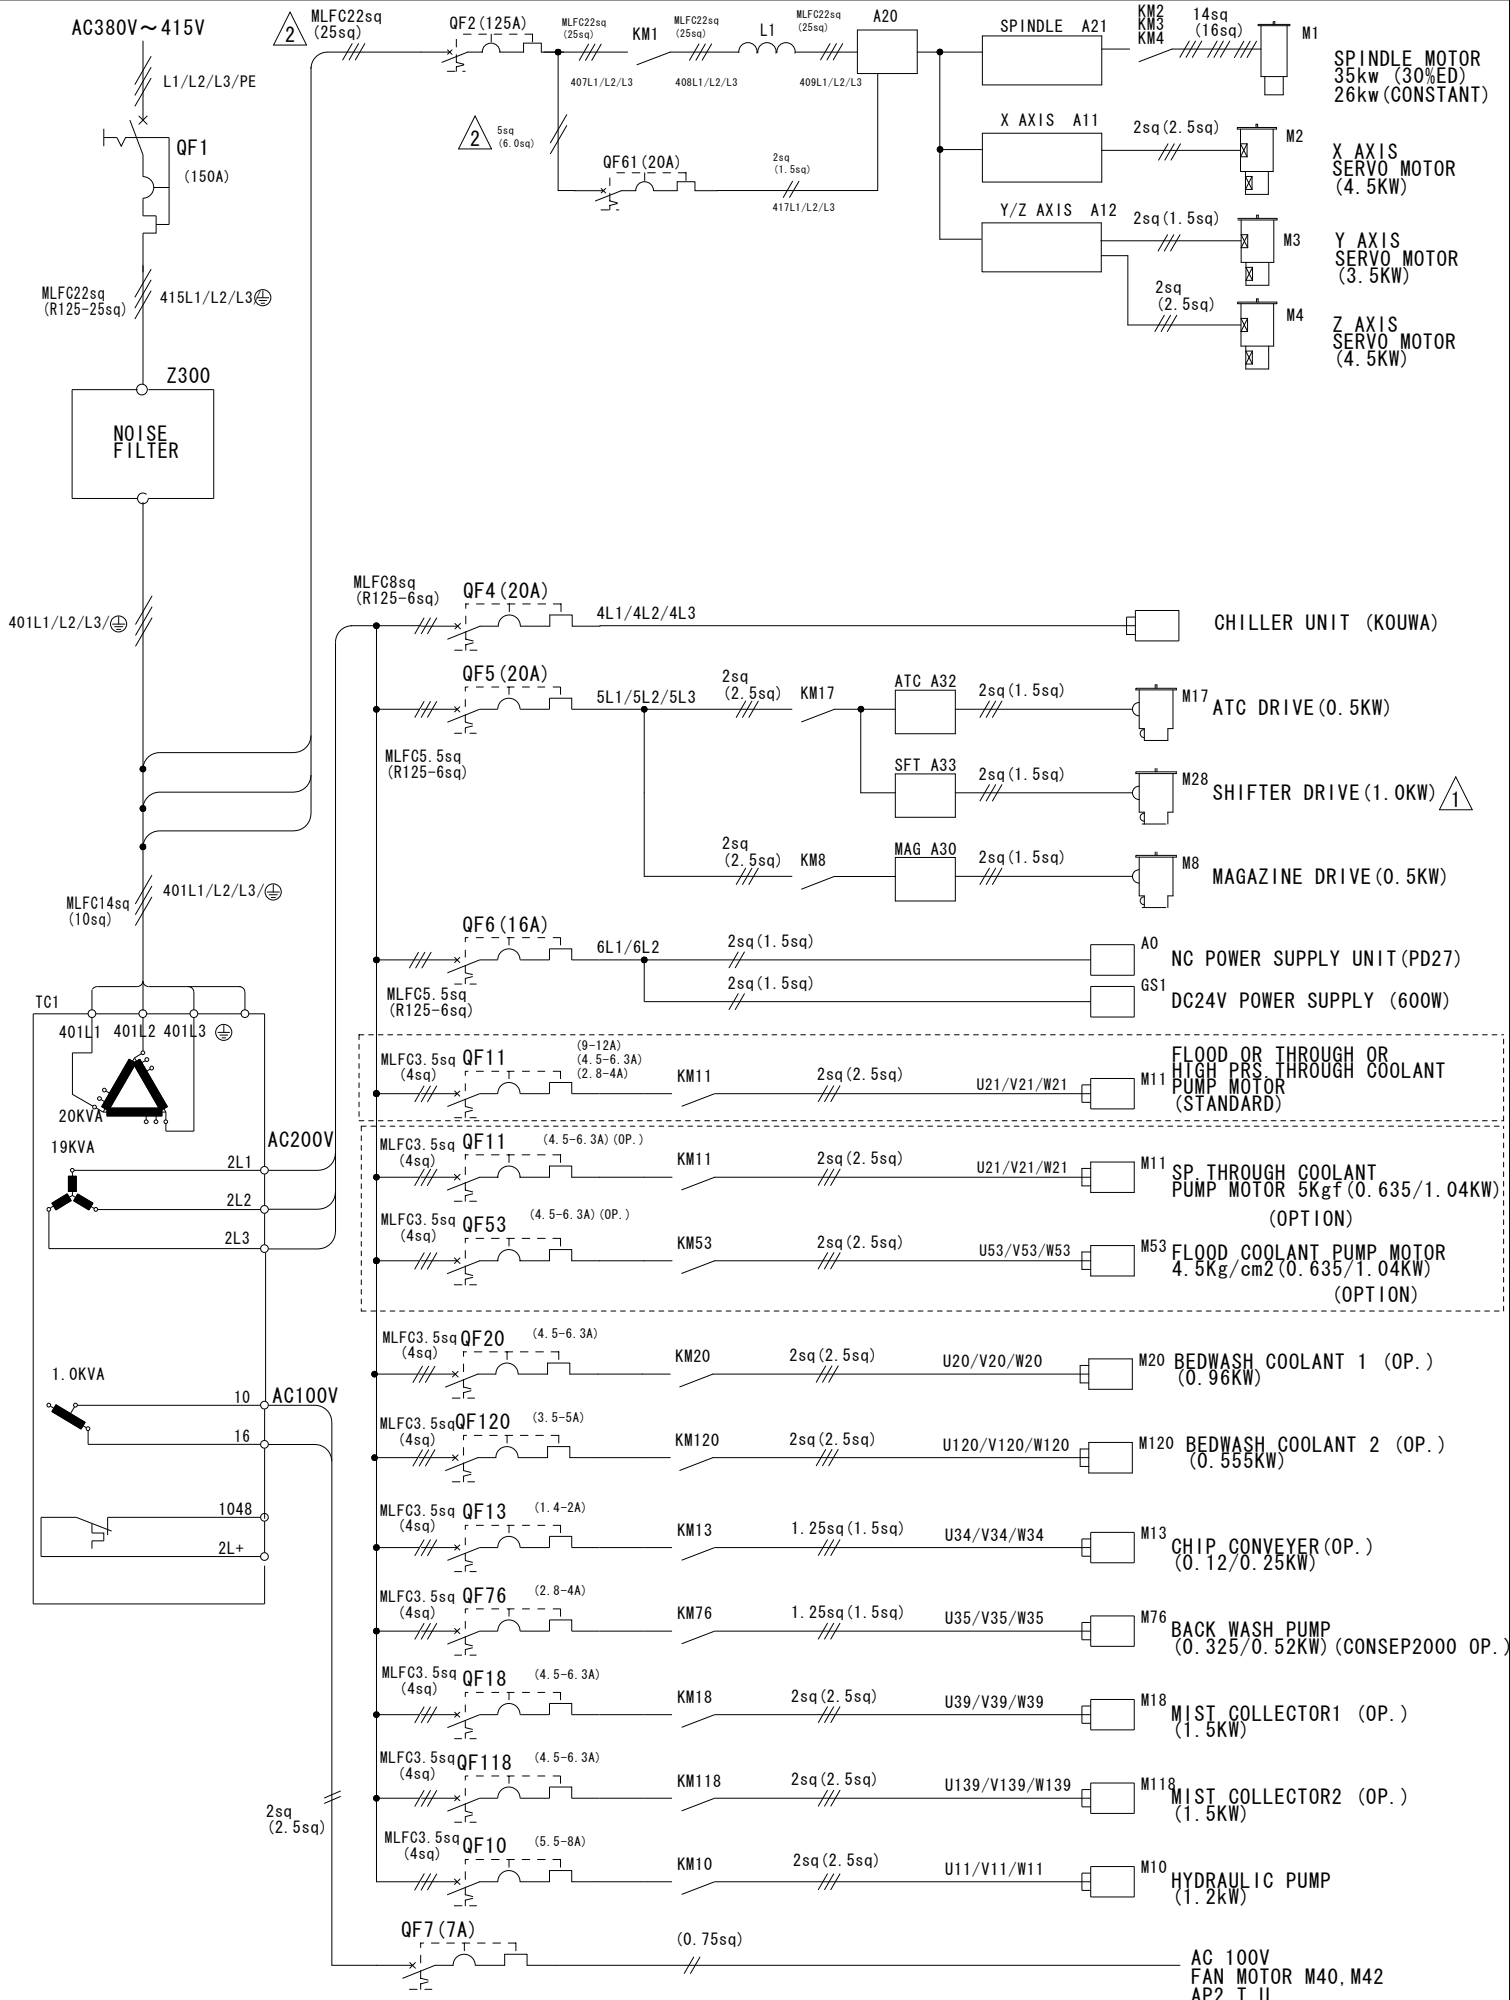 AC380V～415V
L1/L2/L3/PE
QF1
(150A)
MLFC22sq
(R125-25sq)
415L1/L2/L3/
Z300
NOISE
FILTER
401L1/L2/L3/
MLFC14sq
(10sq)
401L1/L2/L3/
TC1
401L1 401L2 401L3
20KVA
19KVA
AC200V
2L1
2L2
2L3
1.0KVA
10
AC100V
16
1048
2L+
2sq
(2.5sq)
2
MLFC22sq
(25sq)
QF2(125A)
MLFC22sq
(25sq)
407L1/L2/L3
KM1
MLFC22sq
(25sq)
408L1/L2/L3
L1
MLFC22sq
(25sq)
409L1/L2/L3
A20
2
5sq
(6.0sq)
QF61(20A)
2sq
(1.5sq)
417L1/L2/L3
SPINDLE A21
KM2
KM3
KM4
14sq
(16sq)
M1
SPINDLE MOTOR
35kw (30%ED)
26kw(CONSTANT)
X AXIS A11
2sq(2.5sq)
M2
X AXIS
SERVO MOTOR
(4.5KW)
Y/Z AXIS A12
2sq(1.5sq)
M3
Y AXIS
SERVO MOTOR
(3.5KW)
2sq
(2.5sq)
M4
Z AXIS
SERVO MOTOR
(4.5KW)
MLFC8sq
(R125-6sq)
QF4(20A)
4L1/4L2/4L3
CHILLER UNIT (KOUWA)
QF5(20A)
MLFC5.5sq
(R125-6sq)
5L1/5L2/5L3
2sq
(2.5sq)
KM17
ATC A32
2sq(1.5sq)
M17
ATC DRIVE(0.5KW)
SFT A33
2sq(1.5sq)
M28
SHIFTER DRIVE(1.0KW)
1
2sq
(2.5sq)
KM8
MAG A30
2sq(1.5sq)
M8
MAGAZINE DRIVE(0.5KW)
QF6(16A)
MLFC5.5sq
(R125-6sq)
6L1/6L2
2sq(1.5sq)
A0
NC POWER SUPPLY UNIT(PD27)
2sq(1.5sq)
GS1
DC24V POWER SUPPLY (600W)
MLFC3.5sq
(4sq)
QF11
(9-12A)
(4.5-6.3A)
(2.8-4A)
KM11
2sq(2.5sq)
U21/V21/W21
M11
FLOOD OR THROUGH OR
HIGH PRS.THROUGH COOLANT
PUMP MOTOR
(STANDARD)
MLFC3.5sq
(4sq)
QF11
(4.5-6.3A)(OP.)
KM11
2sq(2.5sq)
U21/V21/W21
M11
SP.THROUGH COOLANT
PUMP MOTOR 5Kgf(0.635/1.04KW)
(OPTION)
MLFC3.5sq
(4sq)
QF53
(4.5-6.3A)(OP.)
KM53
2sq(2.5sq)
U53/V53/W53
M53
FLOOD COOLANT PUMP MOTOR
4.5Kg/cm2(0.635/1.04KW)
(OPTION)
MLFC3.5sq
(4sq)
QF20
(4.5-6.3A)
KM20
2sq(2.5sq)
U20/V20/W20
M20
BEDWASH COOLANT 1 (OP.)
(0.96KW)
MLFC3.5sq
(4sq)
QF120
(3.5-5A)
KM120
2sq(2.5sq)
U120/V120/W120
M120
BEDWASH COOLANT 2 (OP.)
(0.555KW)
MLFC3.5sq
(4sq)
QF13
(1.4-2A)
KM13
1.25sq(1.5sq)
U34/V34/W34
M13
CHIP CONVEYER(OP.)
(0.12/0.25KW)
MLFC3.5sq
(4sq)
QF76
(2.8-4A)
KM76
1.25sq(1.5sq)
U35/V35/W35
M76
BACK WASH PUMP
(0.325/0.52KW)(CONSEP2000 OP.)
MLFC3.5sq
(4sq)
QF18
(4.5-6.3A)
KM18
2sq(2.5sq)
U39/V39/W39
M18
MIST COLLECTOR1 (OP.)
(1.5KW)
MLFC3.5sq
(4sq)
QF118
(4.5-6.3A)
KM118
2sq(2.5sq)
U139/V139/W139
M118
MIST COLLECTOR2 (OP.)
(1.5KW)
MLFC3.5sq
(4sq)
QF10
(5.5-8A)
KM10
2sq(2.5sq)
U11/V11/W11
M10
HYDRAULIC PUMP
(1.2kW)
QF7(7A)
(0.75sq)
AC 100V
FAN MOTOR M40,M42
AP2 T.U